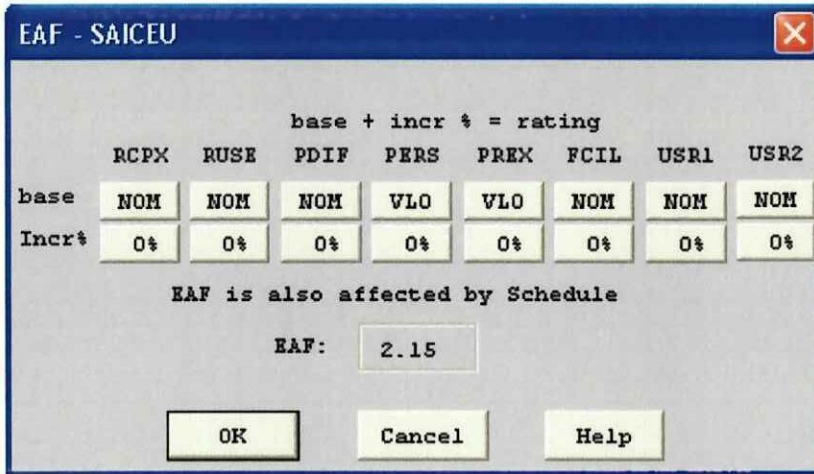 EAF - SAICEU
base + incr % = rating
RCPX RUSE PDIF PERS PREX FCIL USR1 USR2
base NOM NOM NOM VLO VLO NOM NOM NOM
Incr% 0% 0% 0% 0% 0% 0% 0% 0%
EAF is also affected by Schedule
EAF: 2.15
OK Cancel Help